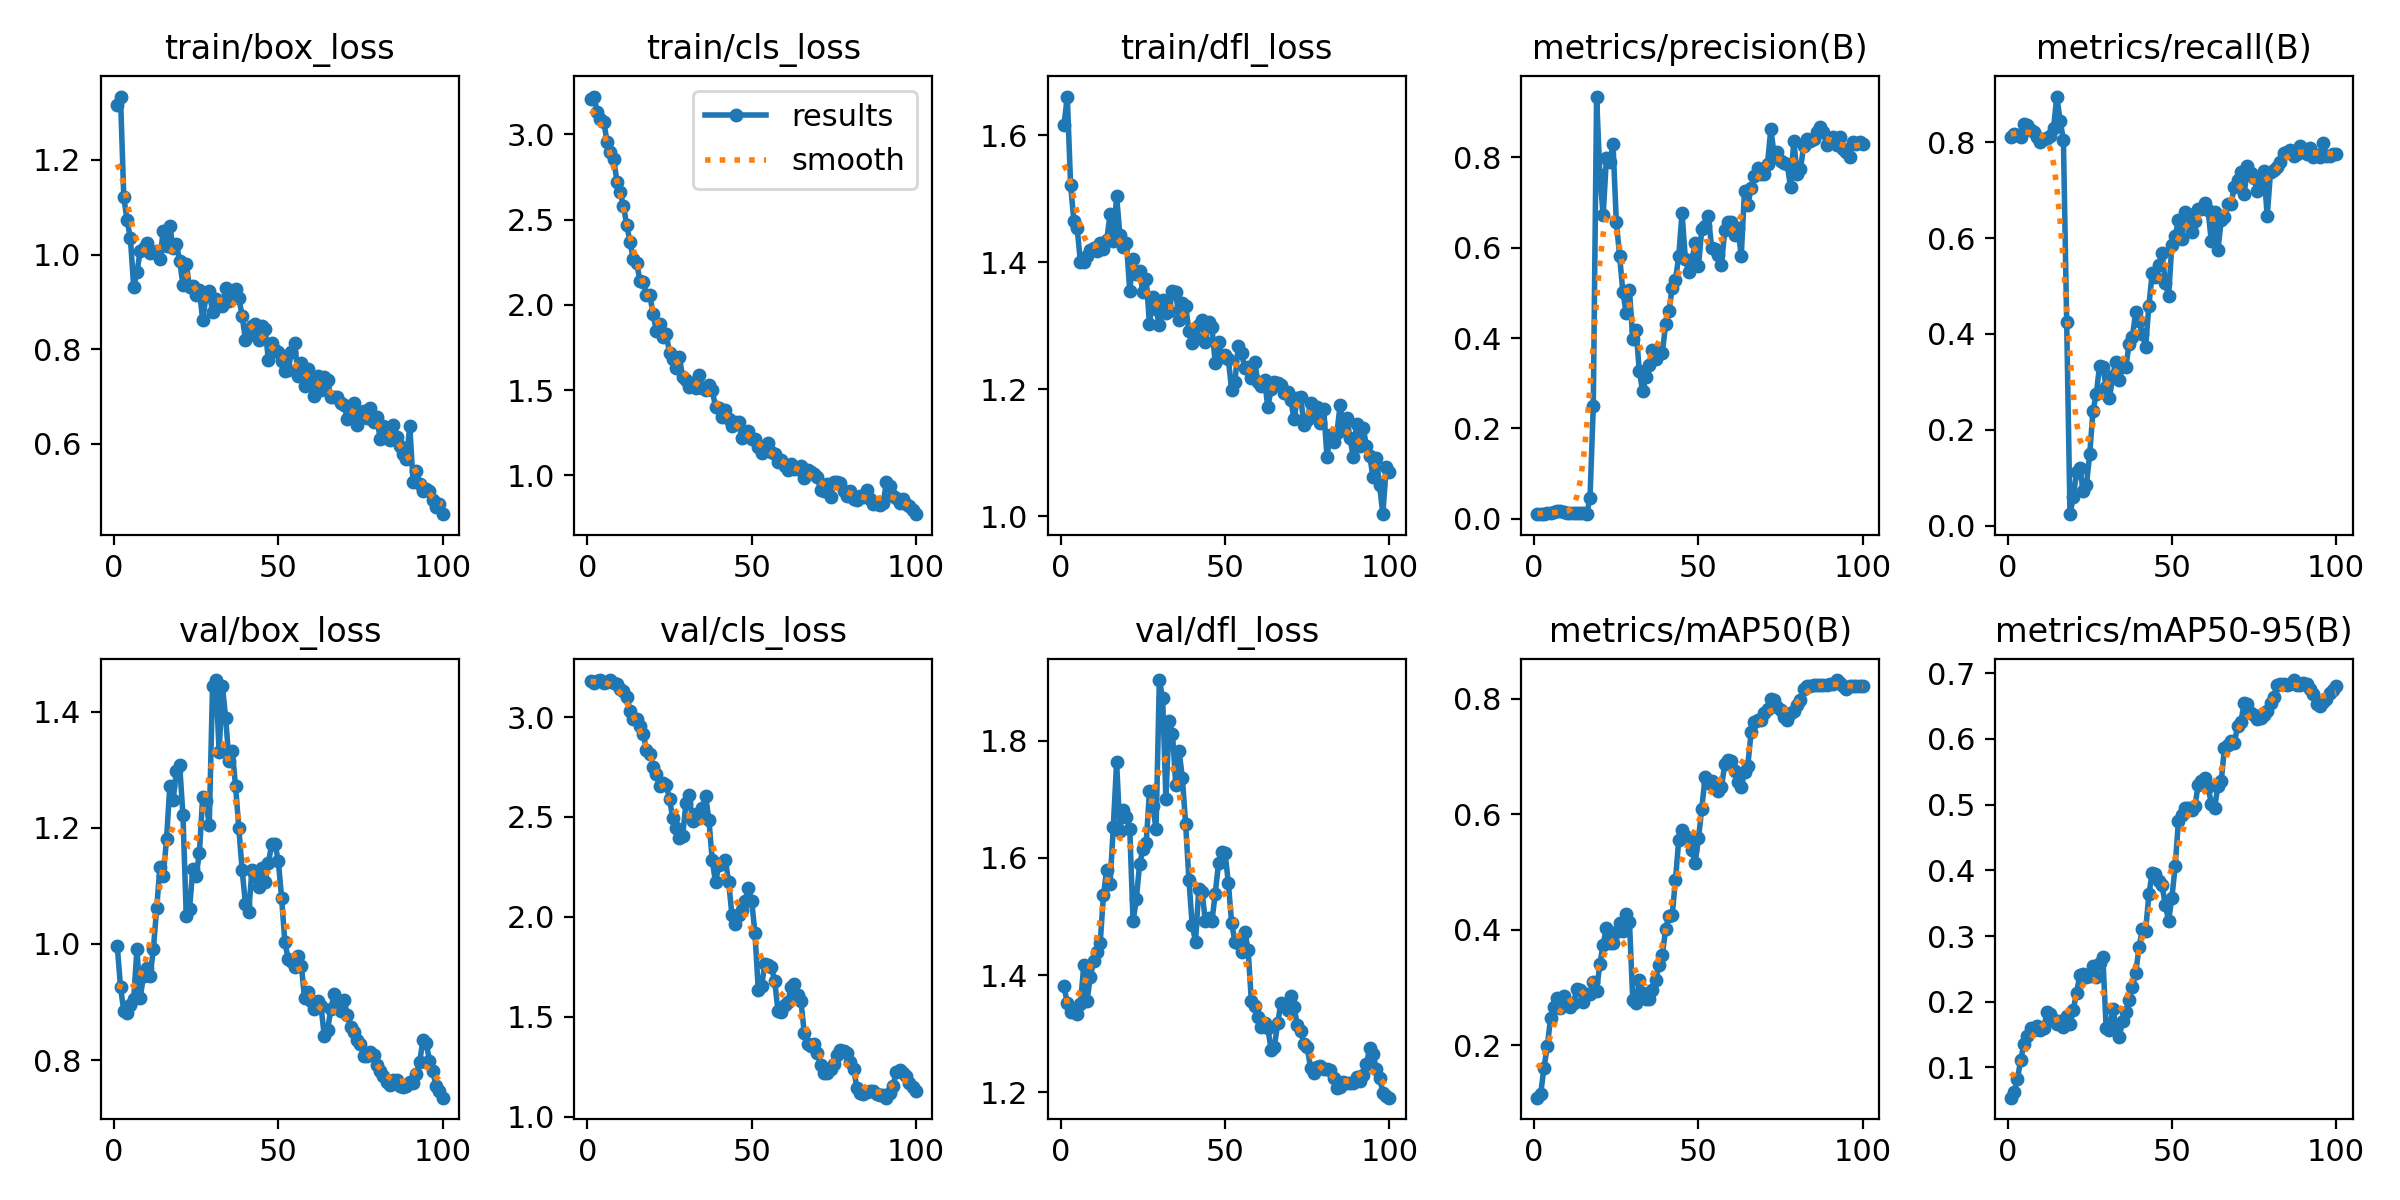 train/box_loss
train/cls_loss
train/dfl_loss
metrics/precision(B)
metrics/recall(B)
1.2
1.0
0.8
0.6
0 50 100
3.0
2.5
2.0
1.5
1.0
0 50 100
results
smooth
1.6
1.4
1.2
1.0
0 50 100
0.8
0.6
0.4
0.2
0.0
0 50 100
0.8
0.6
0.4
0.2
0.0
0 50 100
val/box_loss
val/cls_loss
val/dfl_loss
metrics/mAP50(B)
metrics/mAP50-95(B)
1.4
1.2
1.0
0.8
0 50 100
3.0
2.5
2.0
1.5
1.0
0 50 100
1.8
1.6
1.4
1.2
0 50 100
0.8
0.6
0.4
0.2
0 50 100
0.7
0.6
0.5
0.4
0.3
0.2
0.1
0 50 100